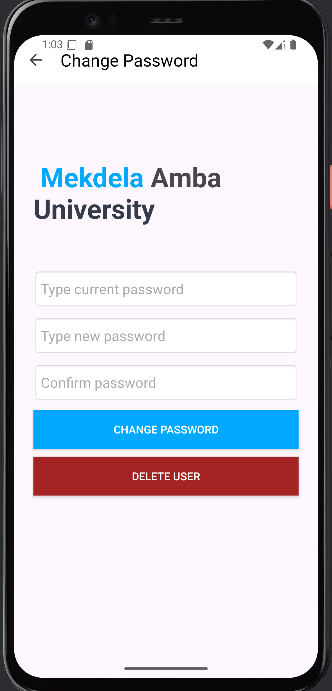 1:03
Change Password
Mekdela Amba
University
Type current password
Type new password
Confirm password
CHANGE PASSWORD
DELETE USER